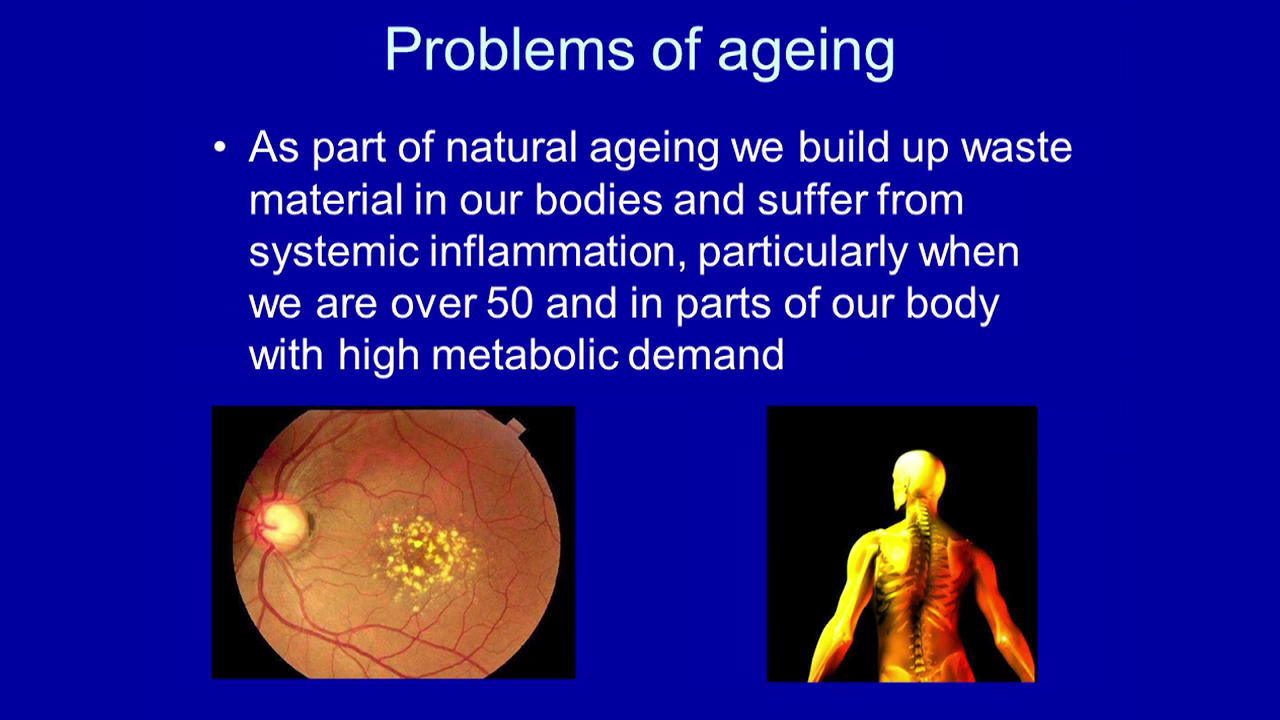 Problems of ageing
• As part of natural ageing we build up waste
material in our bodies and suffer from
systemic inflammation, particularly when
we are over 50 and in parts of our body
with high metabolic demand